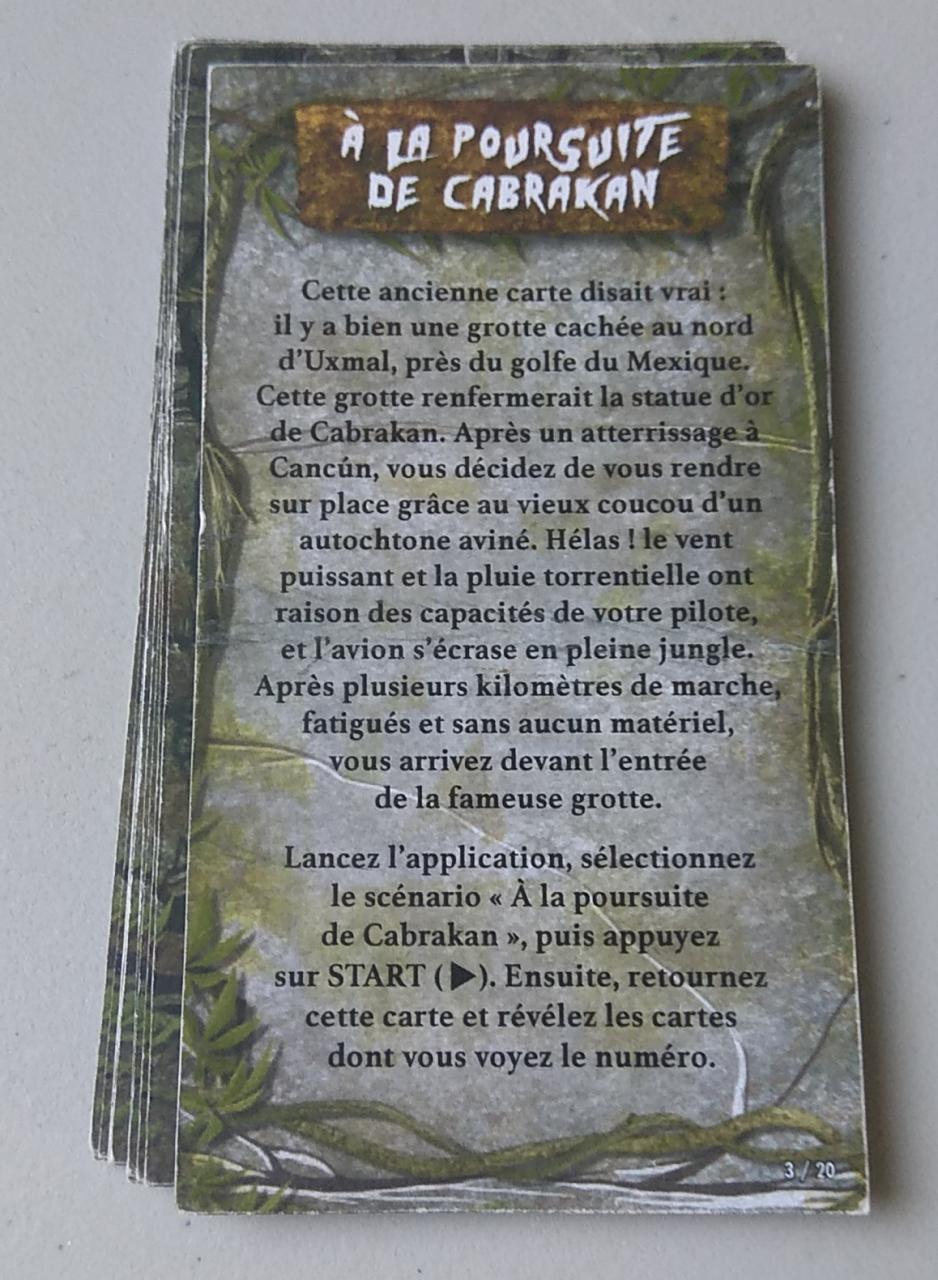 À LA POURSUITE
DE CABRAKAN
Cette ancienne carte disait vrai :
il y a bien une grotte cachée au nord
d'Uxmal, près du golfe du Mexique.
Cette grotte renfermerait la statue d'or
de Cabrakan. Après un atterrissage à
Cancún, vous décidez de vous rendre
sur place grâce au vieux coucou d'un
autochtone aviné. Hélas ! le vent
puissant et la pluie torrentielle ont
raison des capacités de votre pilote,
et l'avion s'écrase en pleine jungle.
Après plusieurs kilomètres de marche,
fatigués et sans aucun matériel,
vous arrivez devant l'entrée
de la fameuse grotte.
Lancez l'application, sélectionnez
le scénario « À la poursuite
de Cabrakan », puis appuyez
sur START (▶). Ensuite, retournez
cette carte et révélez les cartes
dont vous voyez le numéro.
3 / 20